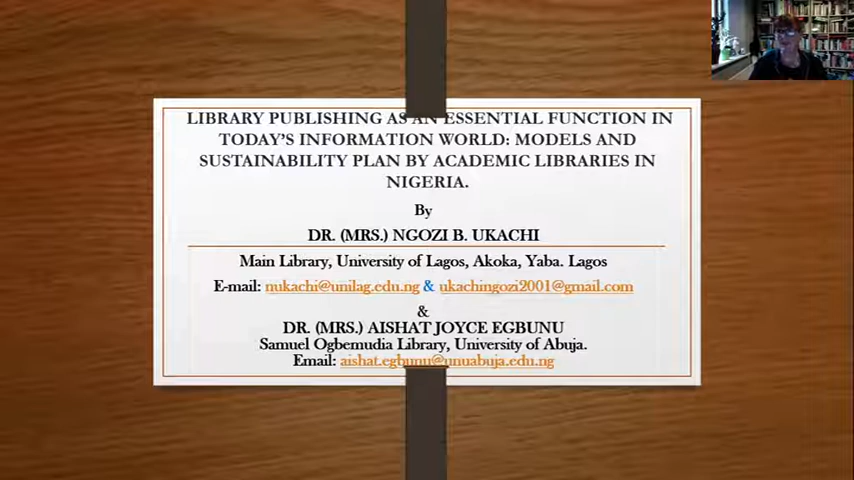 LIBRARY PUBLISHING AS AN ESSENTIAL FUNCTION IN
TODAY'S INFORMATION WORLD: MODELS AND
SUSTAINABILITY PLAN BY ACADEMIC LIBRARIES IN
NIGERIA.
By
DR. (MRS.) NGOZI B. UKACHI
Main Library, University of Lagos, Akoka, Yaba. Lagos
E-mail: nukachi@unilag.edu.ng & ukachingozi2001@gmail.com
&
DR. (MRS.) AISHAT JOYCE EGBUNU
Samuel Ogbemudia Library, University of Abuja.
Email: aishat.egbunu@unuabuja.edu.ng